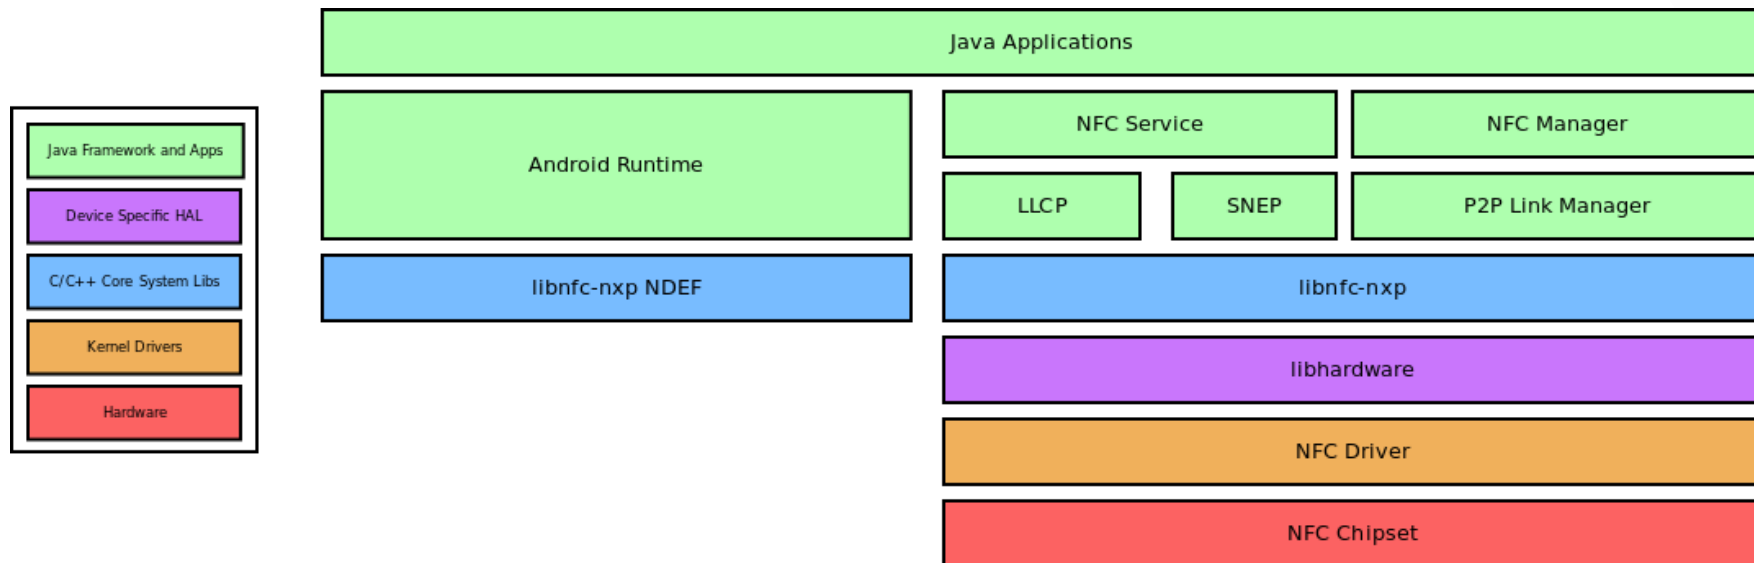 Java Applications
Java Framework and Apps
Device Specific HAL
C/C++ Core System Libs
Kernel Drivers
Hardware
Android Runtime
NFC Service
NFC Manager
LLCP
SNEP
P2P Link Manager
libnfc-nxp NDEF
libnfc-nxp
libhardware
NFC Driver
NFC Chipset